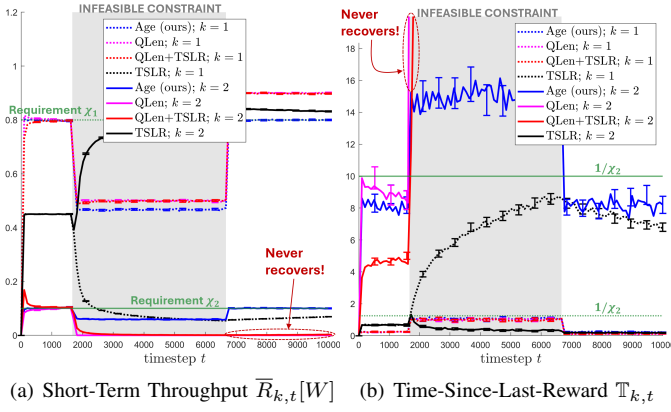 INFEASIBLE CONSTRAINT
1.2
1
0.8
0.6
0.4
0.2
0
Age (ours); k = 1
QLen; k = 1
QLen+TSLR; k = 1
TSLR; k = 1
Age (ours); k = 2
QLen; k = 2
QLen+TSLR; k = 2
TSLR; k = 2
Requirement χ₁
Requirement χ₂
Never
recovers!
0 1000 2000 3000 4000 5000 6000 7000 8000 9000 10000
timestep t
(a) Short-Term Throughput R̅ₖ,ₜ[W]
INFEASIBLE CONSTRAINT
Never
recovers!
18
16
14
12
10
8
6
4
2
Age (ours); k = 1
QLen; k = 1
QLen+TSLR; k = 1
TSLR; k = 1
Age (ours); k = 2
QLen; k = 2
QLen+TSLR; k = 2
TSLR; k = 2
1/χ₂
1/χ₂
0 1000 2000 3000 4000 5000 6000 7000 8000 9000 10000
timestep t
(b) Time-Since-Last-Reward 𝕋ₖ,ₜ